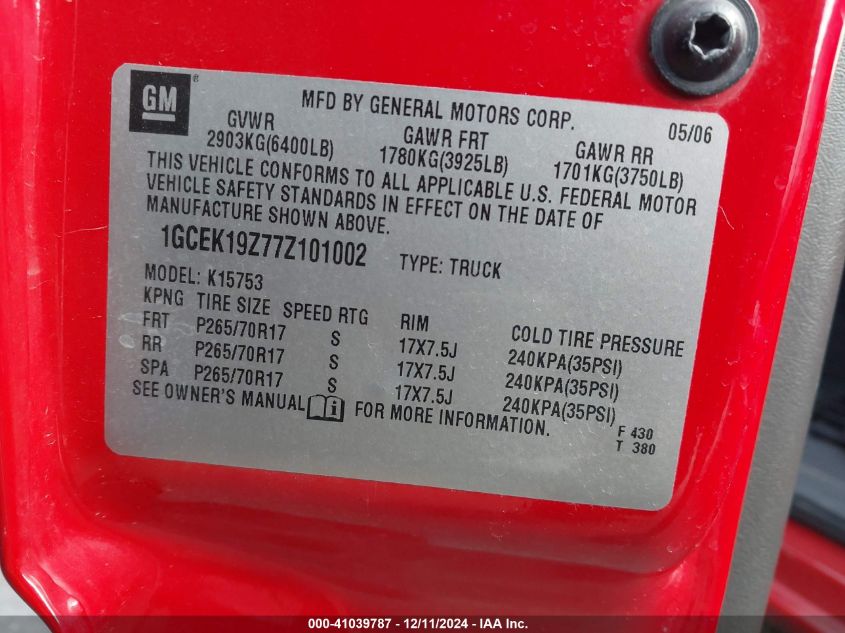 GM ®
MFD BY GENERAL MOTORS CORP. 05/06
GVWR GAWR FRT GAWR RR
2903KG(6400LB) 1780KG(3925LB) 1701KG(3750LB)
THIS VEHICLE CONFORMS TO ALL APPLICABLE U.S. FEDERAL MOTOR
VEHICLE SAFETY STANDARDS IN EFFECT ON THE DATE OF
MANUFACTURE SHOWN ABOVE.
1GCEK19Z77Z101002 TYPE: TRUCK
MODEL: K15753
KPNG TIRE SIZE SPEED RTG RIM COLD TIRE PRESSURE
FRT P265/70R17 S 17X7.5J 240KPA(35PSI)
RR P265/70R17 S 17X7.5J 240KPA(35PSI)
SPA P265/70R17 S 17X7.5J 240KPA(35PSI)
SEE OWNER'S MANUAL i FOR MORE INFORMATION.
F 430
T 380
000-41039787 - 12/11/2024 - IAA Inc.